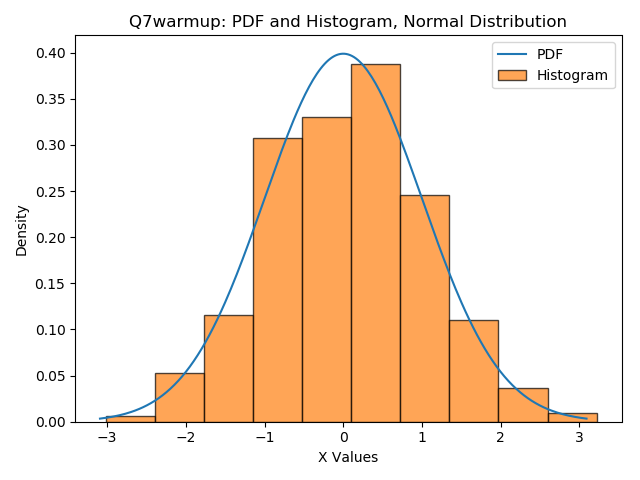 Q7warmup: PDF and Histogram, Normal Distribution
PDF
Histogram
0.40
0.35
0.30
0.25
0.20
0.15
0.10
0.05
0.00
Density
−3 −2 −1 0 1 2 3
X Values